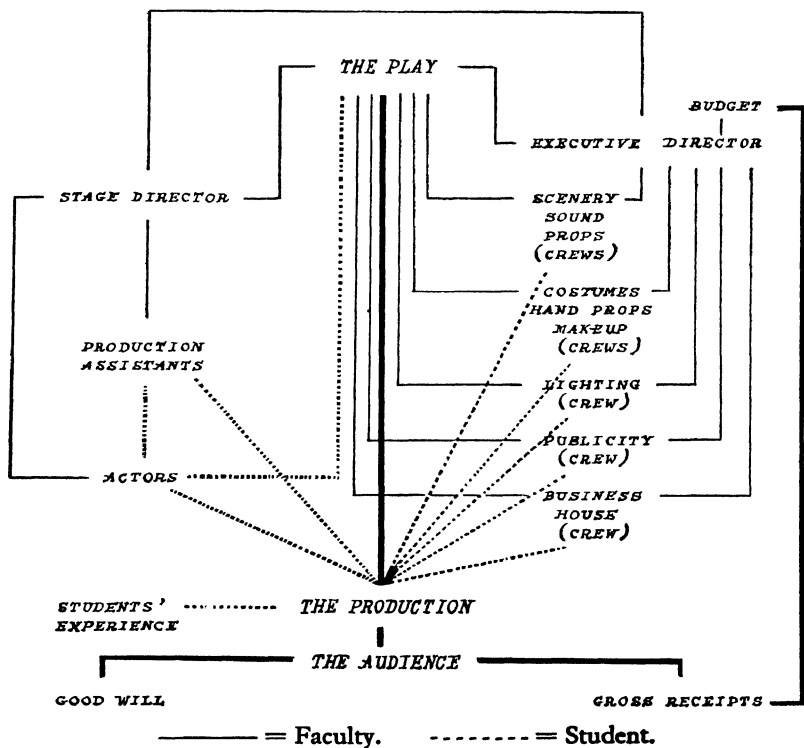 THE PLAY
BUDGET
EXECUTIVE DIRECTOR
STAGE DIRECTOR
SCENERY
SOUND
PROPS
(CREWS)
COSTUMES
HAND PROPS
MAKEUP
(CREWS)
PRODUCTION
ASSISTANTS
LIGHTING
(CREW)
PUBLICITY
(CREW)
ACTORS
BUSINESS
HOUSE
(CREW)
STUDENTS'
EXPERIENCE
THE PRODUCTION
THE AUDIENCE
GOOD WILL
GROSS RECEIPTS
= Faculty.
= Student.